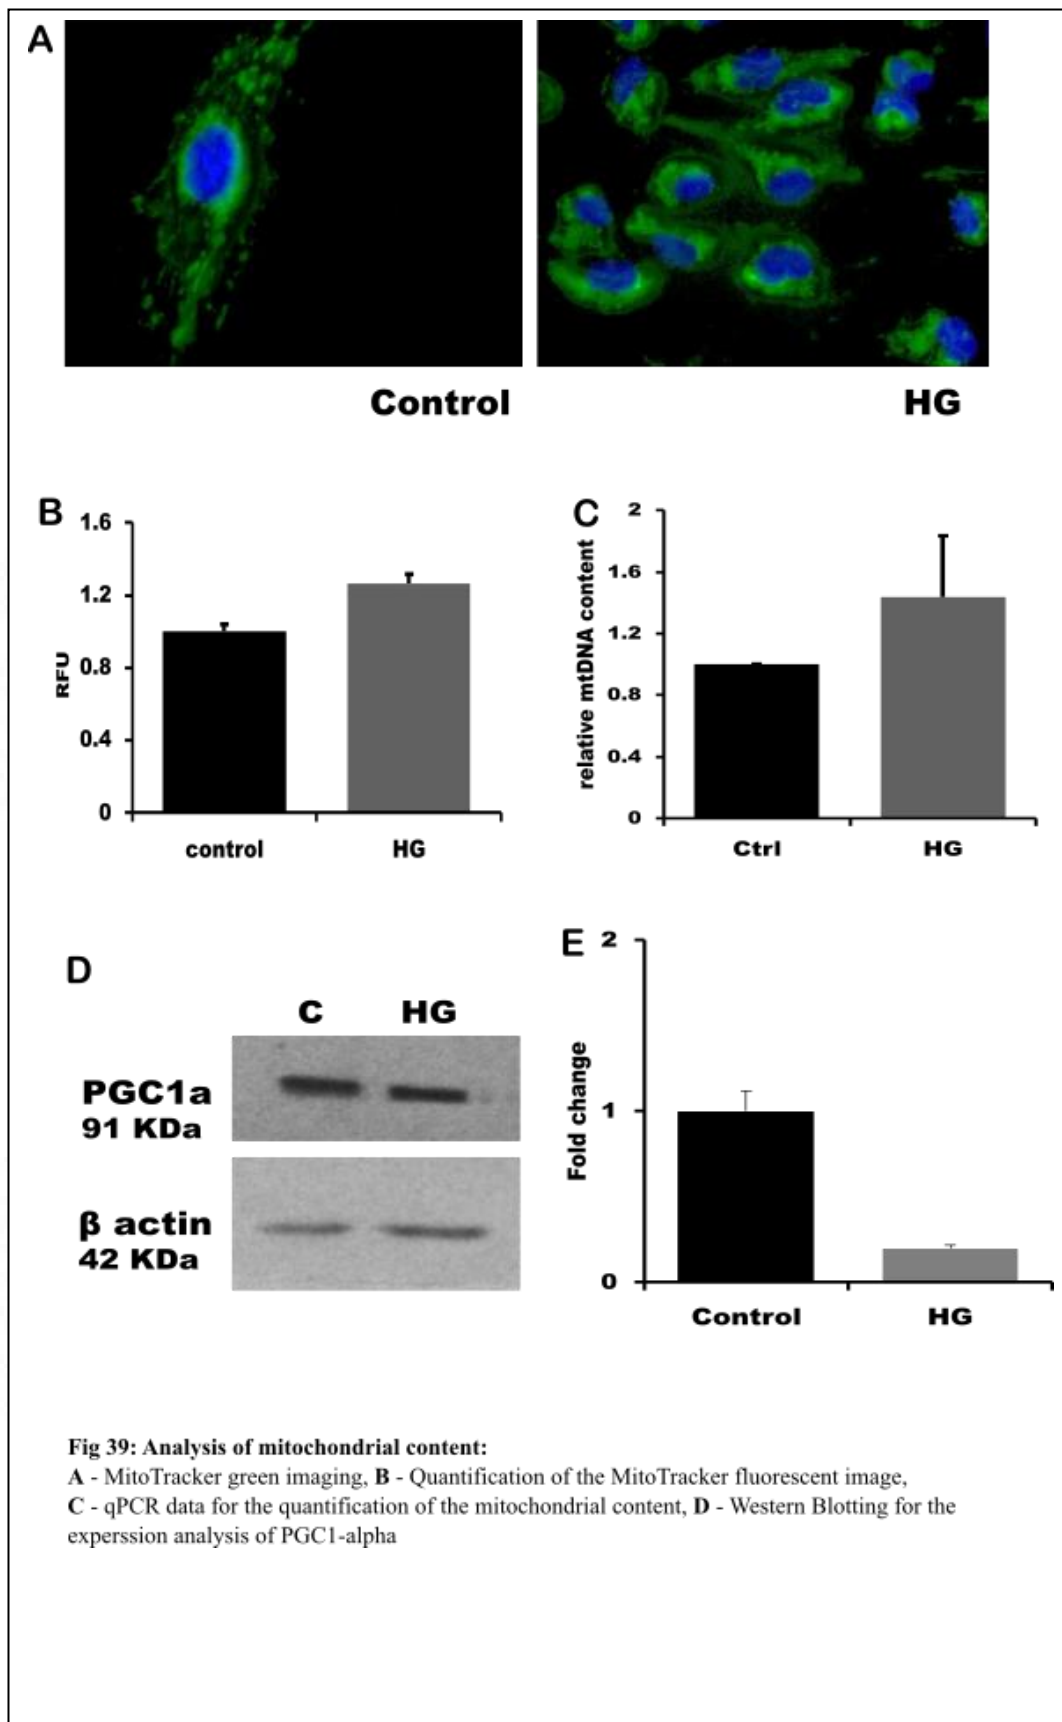 A
Control
HG
B
1.6
1.2
0.8
0.4
0
RFU
control
HG
C
2
1.6
1.2
0.8
0.4
0
relative mtDNA content
Ctrl
HG
D
C HG
PGC1a
91 KDa
β actin
42 KDa
E
2
1
0
Fold change
Control
HG
Fig 39: Analysis of mitochondrial content:
A - MitoTracker green imaging, B - Quantification of the MitoTracker fluorescent image,
C - qPCR data for the quantification of the mitochondrial content, D - Western Blotting for the
experssion analysis of PGC1-alpha